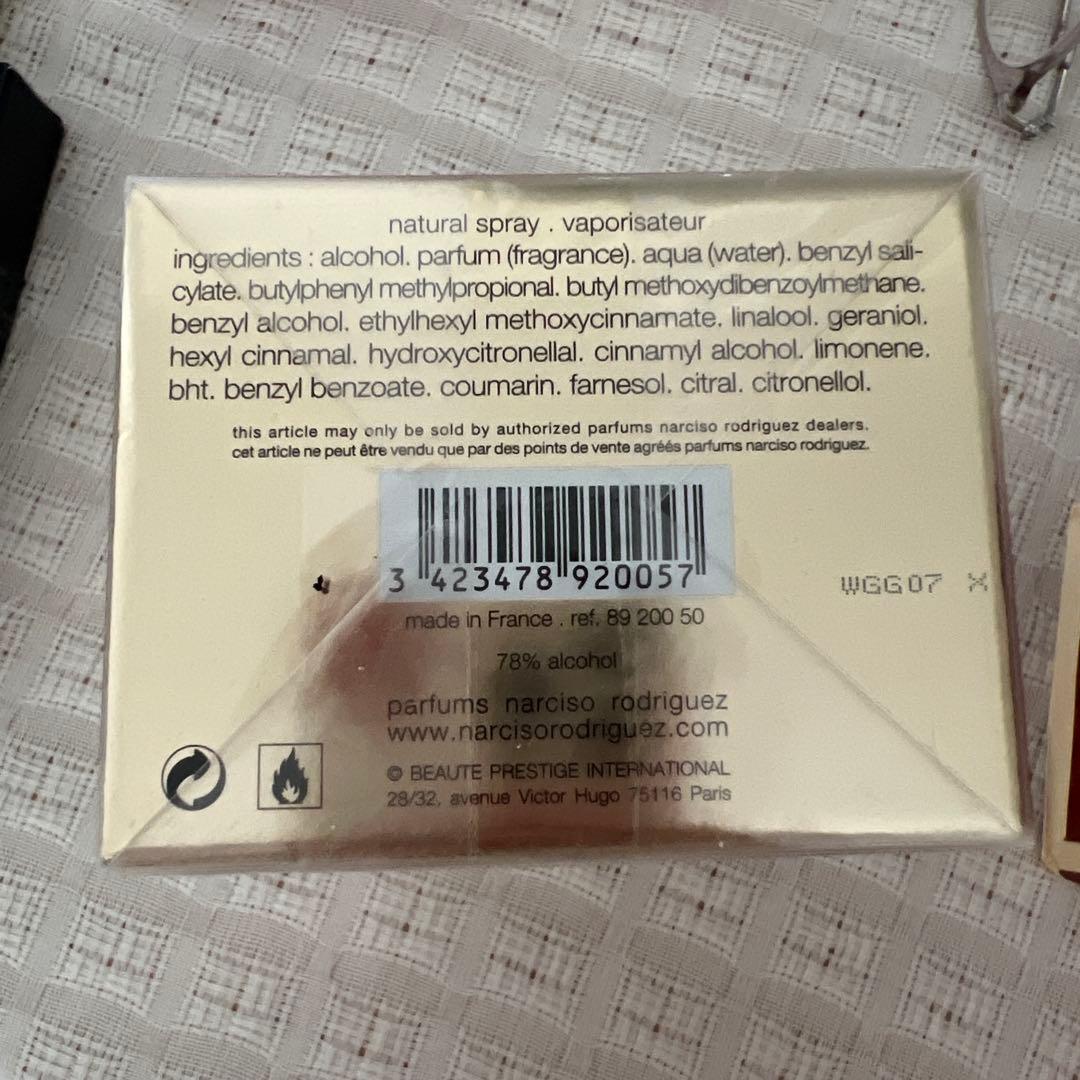 natural spray . vaporisateur
ingredients : alcohol. parfum (fragrance). aqua (water). benzyl sali-
cylate. butylphenyl methylpropional. butyl methoxydibenzoylmethane.
benzyl alcohol. ethylhexyl methoxycinnamate. linalool. geraniol.
hexyl cinnamal. hydroxycitronellal. cinnamyl alcohol. limonene.
bht. benzyl benzoate. coumarin. farnesol. citral. citronellol.
this article may only be sold by authorized parfums narciso rodriguez dealers.
cet article ne peut être vendu que par des points de vente agréés parfums narciso rodriguez.
3 423478 920057
WGG07 X
made in France . ref. 89 200 50
78% alcohol
parfums narciso rodriguez
www.narcisorodriguez.com
© BEAUTE PRESTIGE INTERNATIONAL
28/32, avenue Victor Hugo 75116 Paris